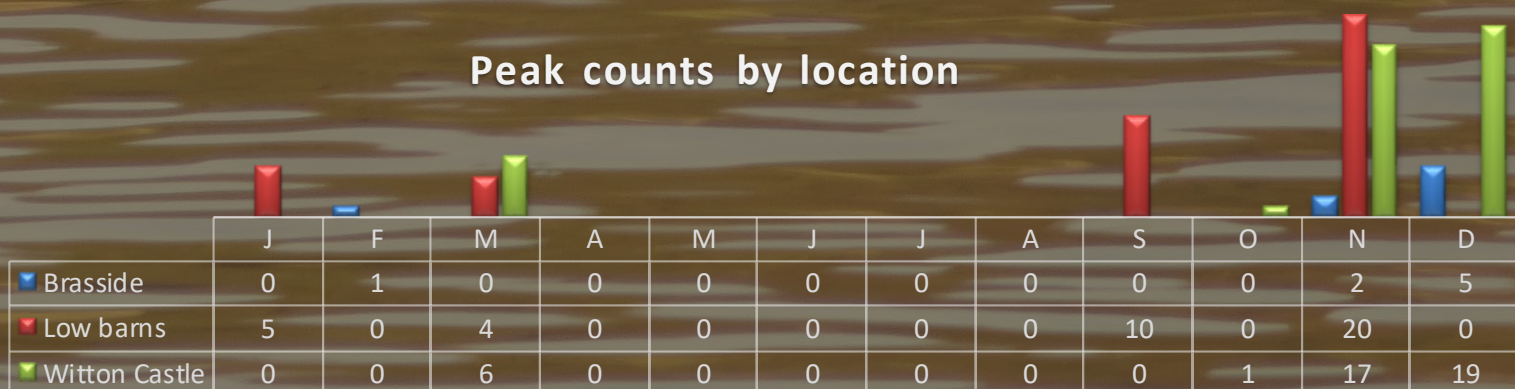 Peak counts by location
J F M A M J J A S O N D
Brasside 0 1 0 0 0 0 0 0 0 0 2 5
Low barns 5 0 4 0 0 0 0 0 10 0 20 0
Witton Castle 0 0 6 0 0 0 0 0 0 1 17 19